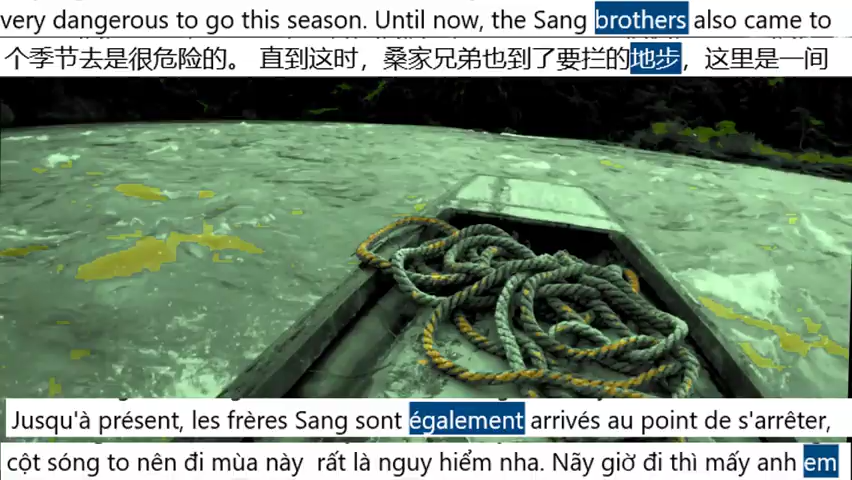 very dangerous to go this season. Until now, the Sang brothers also came to
个季节去是很危险的。 直到这时，桑家兄弟也到了要拦的地步，这里是一间
Jusqu'à présent, les frères Sang sont également arrivés au point de s'arrêter,
cột sóng to nên đi mùa này  rất là nguy hiểm nha. Nãy giờ đi thì mấy anh em